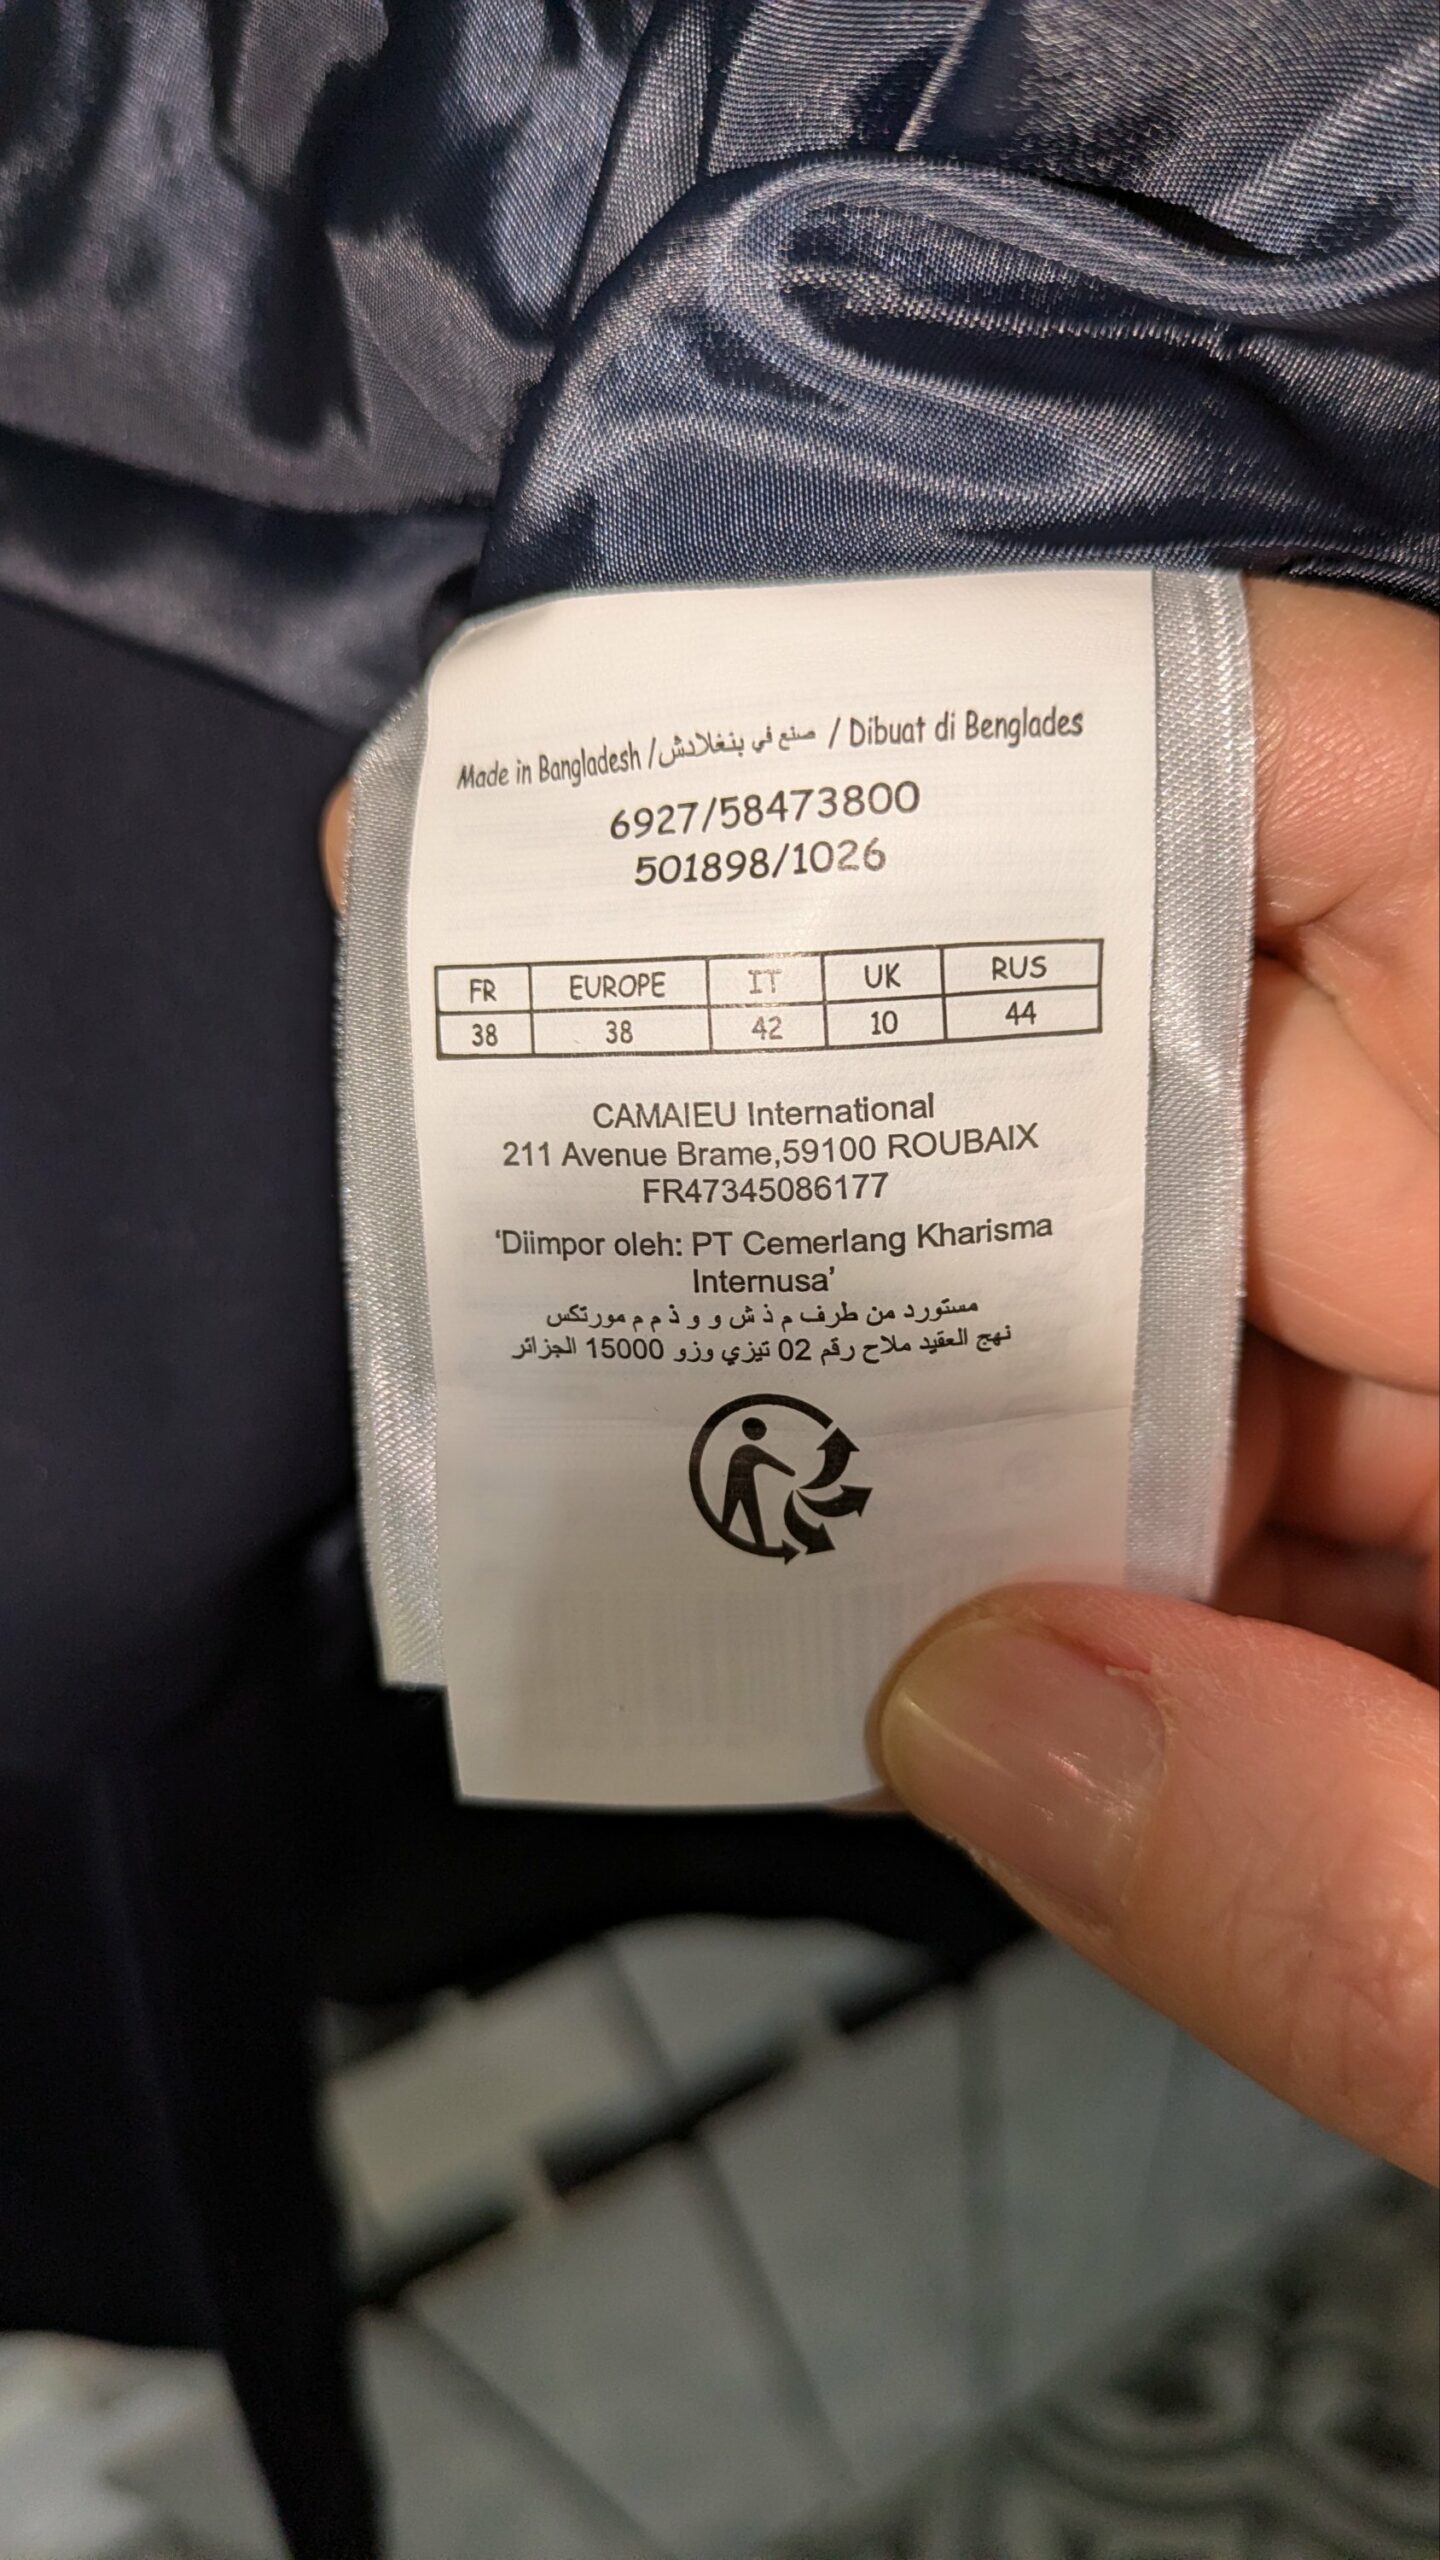 Made in Bangladesh / صنع في بنغلادش / Dibuat di Benglades
6927/58473800
501898/1026
FR EUROPE IT UK RUS
38 38 42 10 44
CAMAIEU International
211 Avenue Brame,59100 ROUBAIX
FR47345086177
‘Diimpor oleh: PT Cemerlang Kharisma
Internusa’
مستورد من طرف م ذ ش و و ذ م م مورتكس
نهج العقيد ملاح رقم 02 تيزي وزو 15000 الجزائر